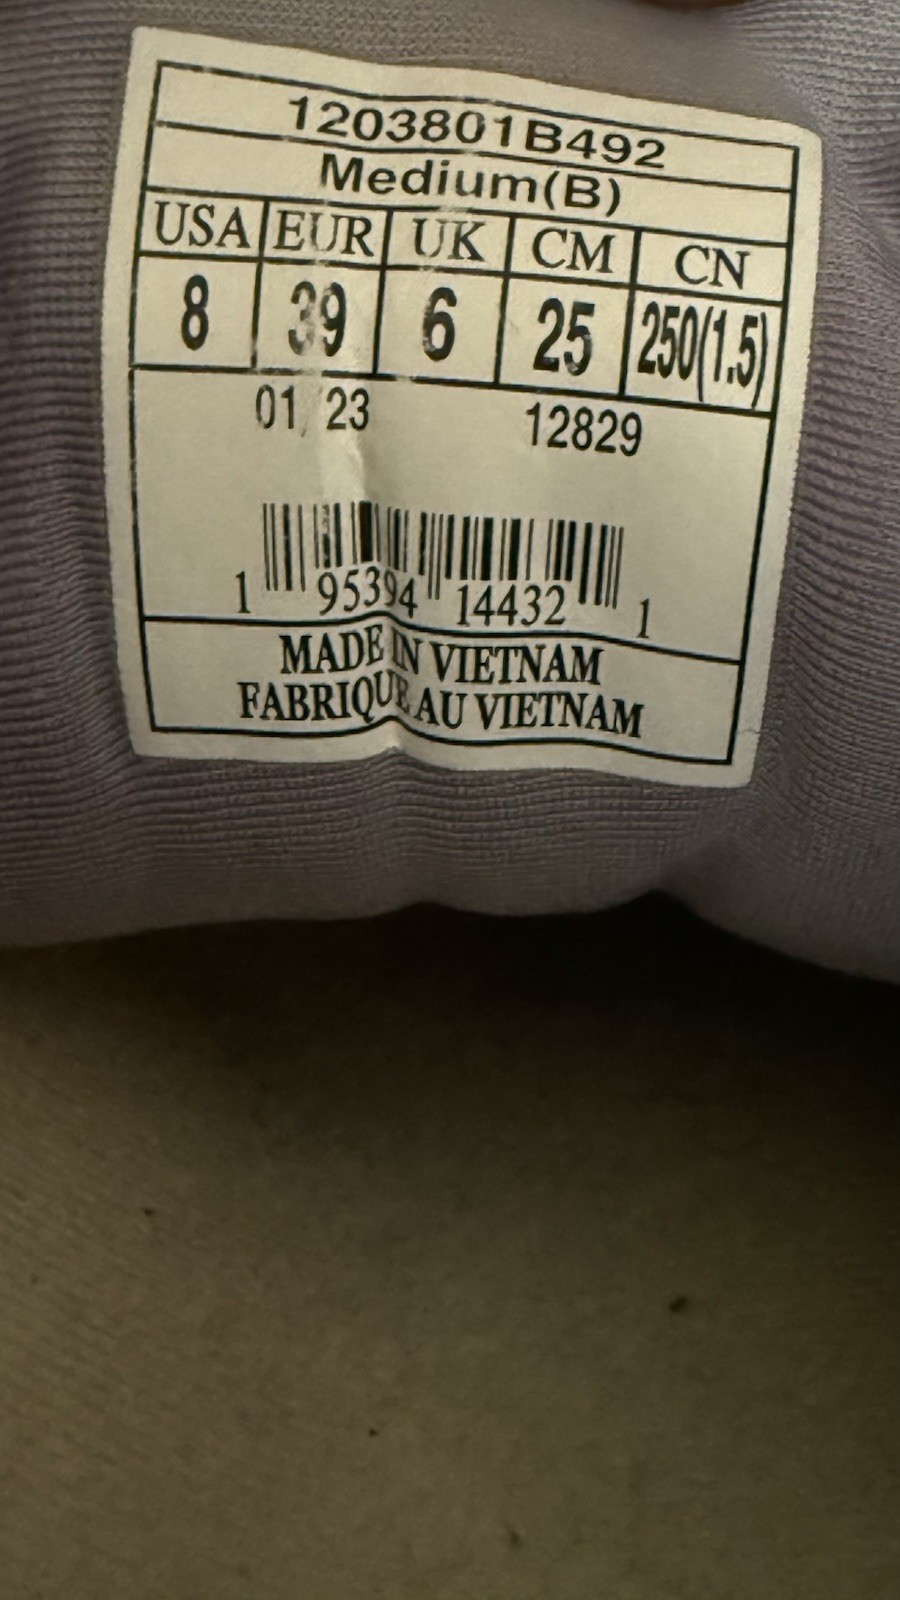 1203801B492
Medium(B)
USA EUR UK CM CN
8 39 6 25 250(1.5)
01/23 12829
1 95394 14432 1
MADE IN VIETNAM
FABRIQUE AU VIETNAM